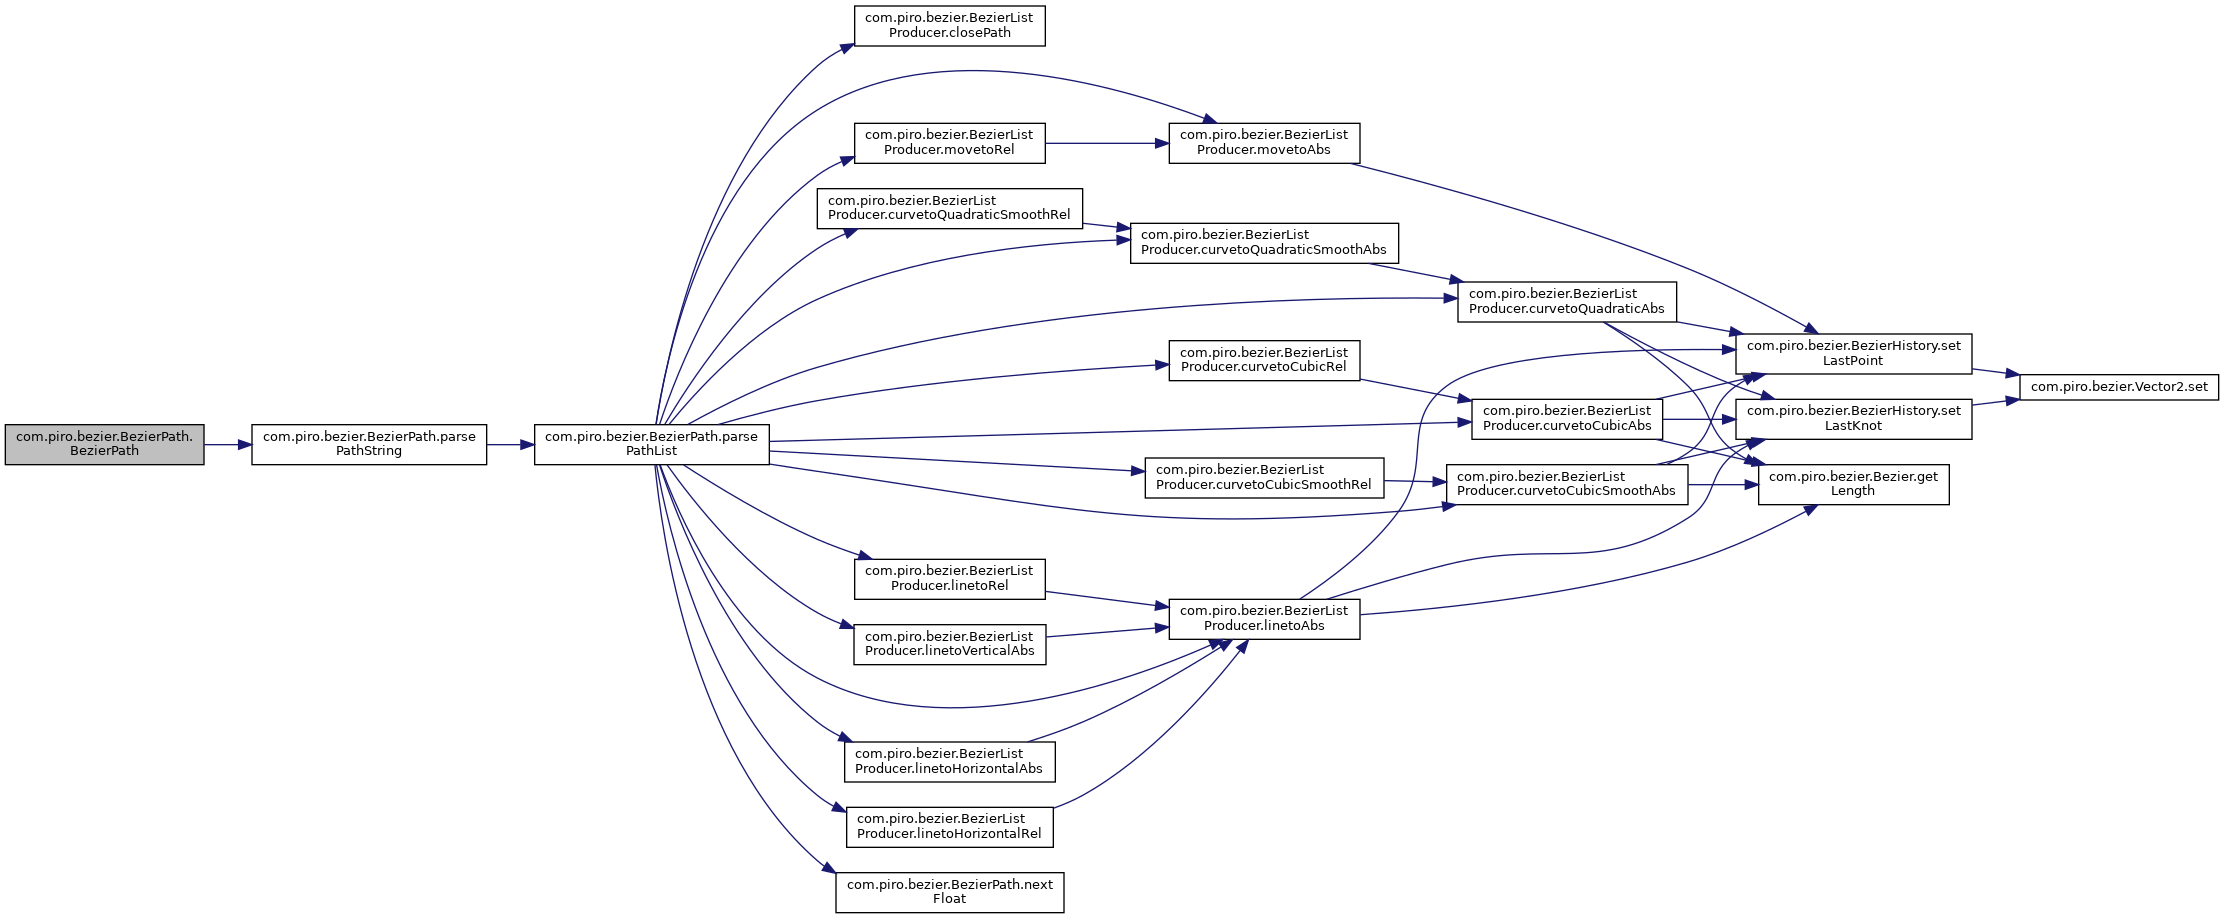 com.piro.bezier.BezierPath.
BezierPath
com.piro.bezier.BezierPath.parse
PathString
com.piro.bezier.BezierPath.parse
PathList
com.piro.bezier.BezierList
Producer.closePath
com.piro.bezier.BezierList
Producer.movetoRel
com.piro.bezier.BezierList
Producer.movetoAbs
com.piro.bezier.BezierList
Producer.curvetoQuadraticSmoothRel
com.piro.bezier.BezierList
Producer.curvetoQuadraticSmoothAbs
com.piro.bezier.BezierList
Producer.curvetoQuadraticAbs
com.piro.bezier.BezierList
Producer.curvetoCubicRel
com.piro.bezier.BezierList
Producer.curvetoCubicAbs
com.piro.bezier.BezierList
Producer.curvetoCubicSmoothRel
com.piro.bezier.BezierList
Producer.curvetoCubicSmoothAbs
com.piro.bezier.BezierList
Producer.linetoRel
com.piro.bezier.BezierList
Producer.linetoAbs
com.piro.bezier.BezierList
Producer.linetoVerticalAbs
com.piro.bezier.BezierList
Producer.linetoHorizontalAbs
com.piro.bezier.BezierList
Producer.linetoHorizontalRel
com.piro.bezier.BezierPath.next
Float
com.piro.bezier.BezierHistory.set
LastPoint
com.piro.bezier.BezierHistory.set
LastKnot
com.piro.bezier.Bezier.get
Length
com.piro.bezier.Vector2.set